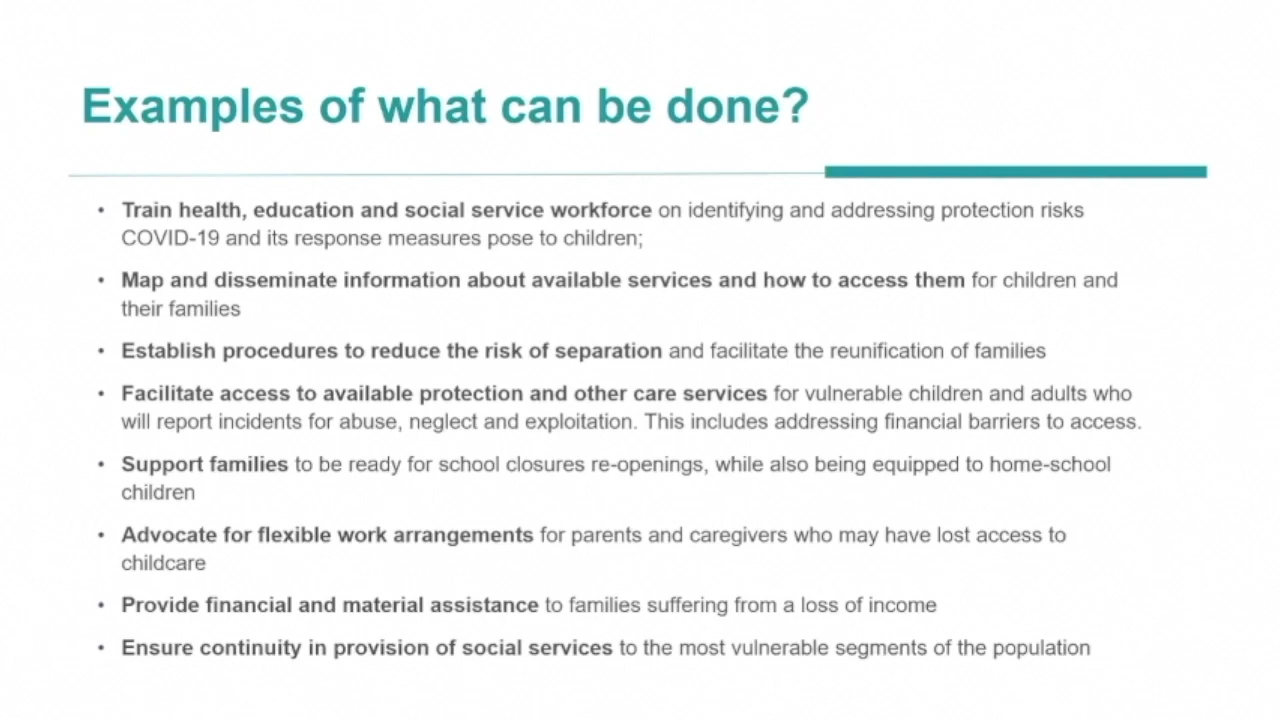 Examples of what can be done?
• Train health, education and social service workforce on identifying and addressing protection risks
COVID-19 and its response measures pose to children;
• Map and disseminate information about available services and how to access them for children and
their families
• Establish procedures to reduce the risk of separation and facilitate the reunification of families
• Facilitate access to available protection and other care services for vulnerable children and adults who
will report incidents for abuse, neglect and exploitation. This includes addressing financial barriers to access.
• Support families to be ready for school closures re-openings, while also being equipped to home-school
children
• Advocate for flexible work arrangements for parents and caregivers who may have lost access to
childcare
• Provide financial and material assistance to families suffering from a loss of income
• Ensure continuity in provision of social services to the most vulnerable segments of the population